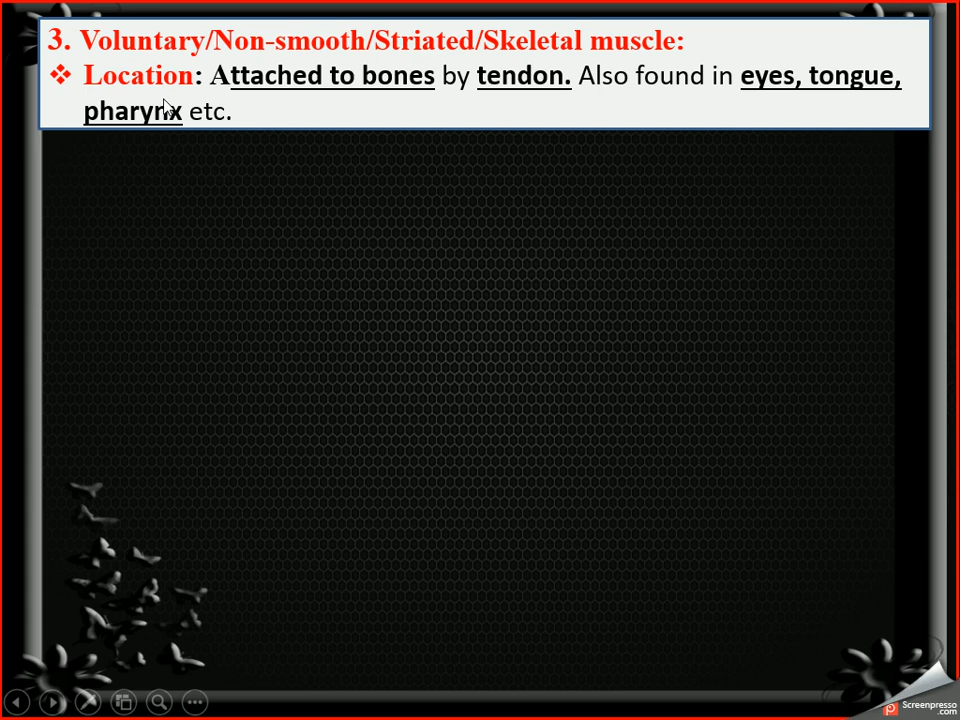 3. Voluntary/Non-smooth/Striated/Skeletal muscle:
❖ Location: Attached to bones by tendon. Also found in eyes, tongue,
pharynx etc.
Screenpresso
.com